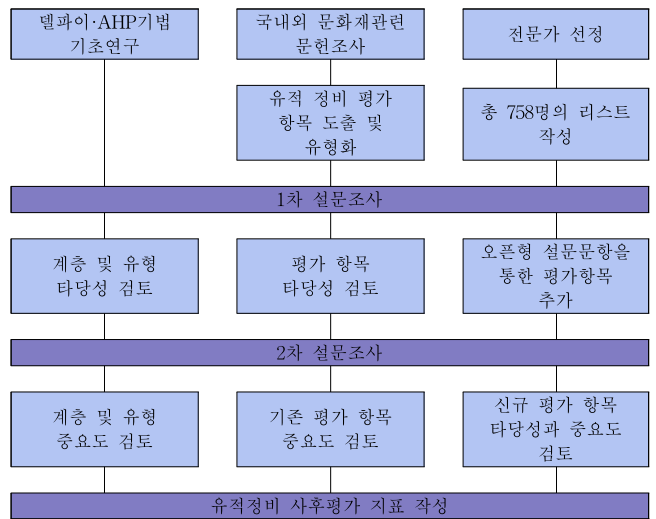 델파이·AHP기법
기초연구
국내외 문화재관련
문헌조사
전문가 선정
유적 정비 평가
항목 도출 및
유형화
총 758명의 리스트
작성
1차 설문조사
계층 및 유형
타당성 검토
평가 항목
타당성 검토
오픈형 설문문항을
통한 평가항목
추가
2차 설문조사
계층 및 유형
중요도 검토
기존 평가 항목
중요도 검토
신규 평가 항목
타당성과 중요도
검토
유적정비 사후평가 지표 작성